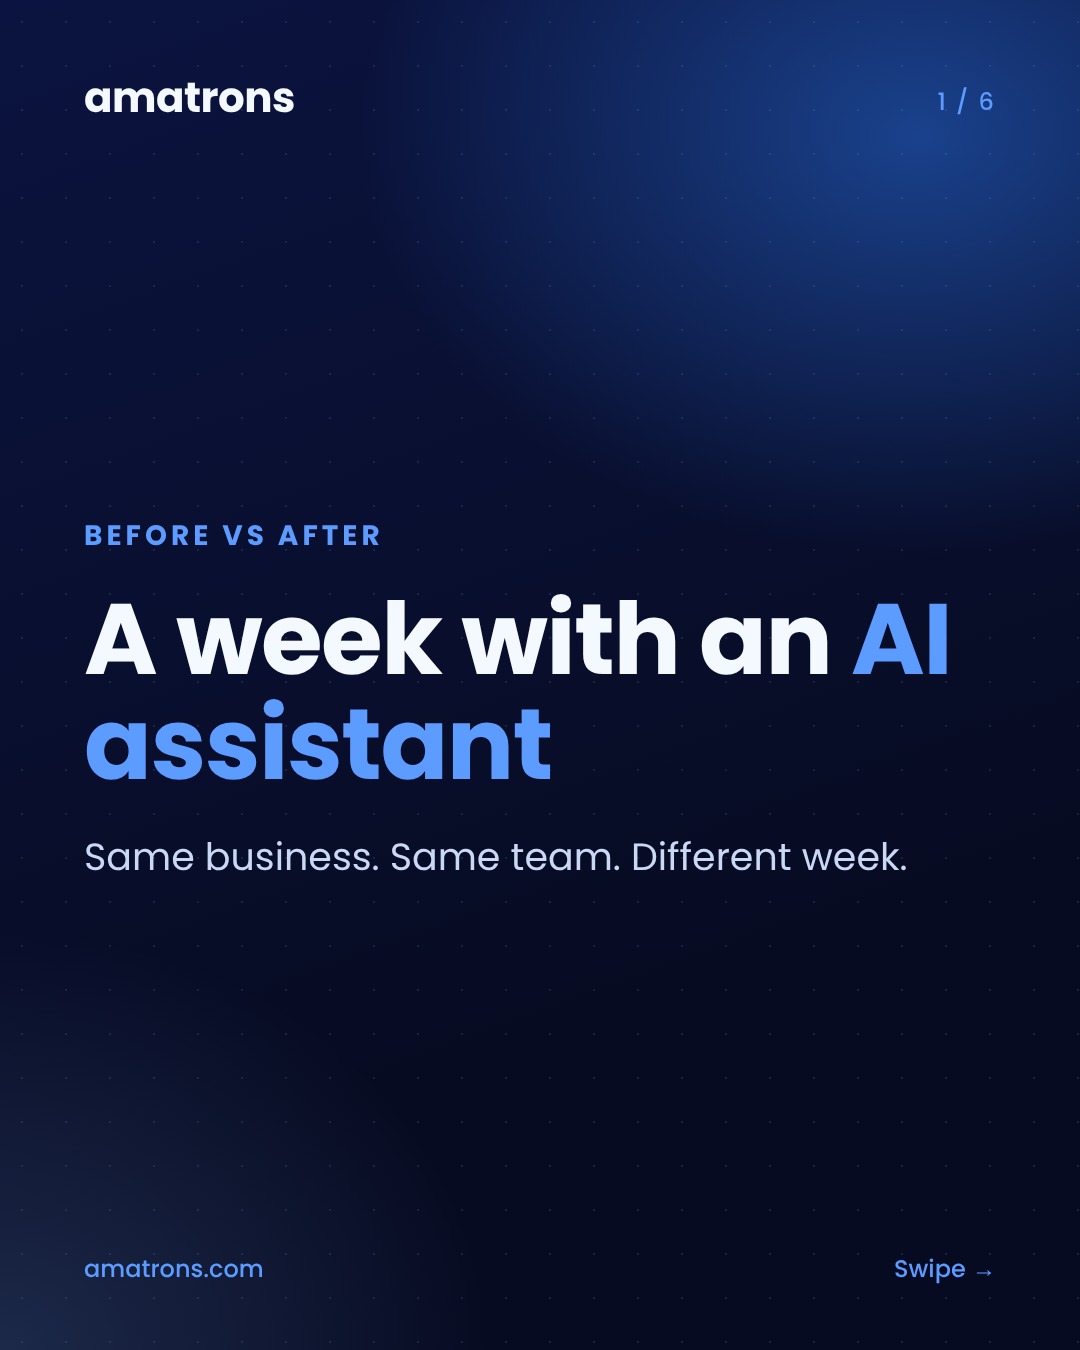 amatrons
1 / 6
BEFORE VS AFTER
A week with an AI
assistant
Same business. Same team. Different week.
amatrons.com
Swipe →